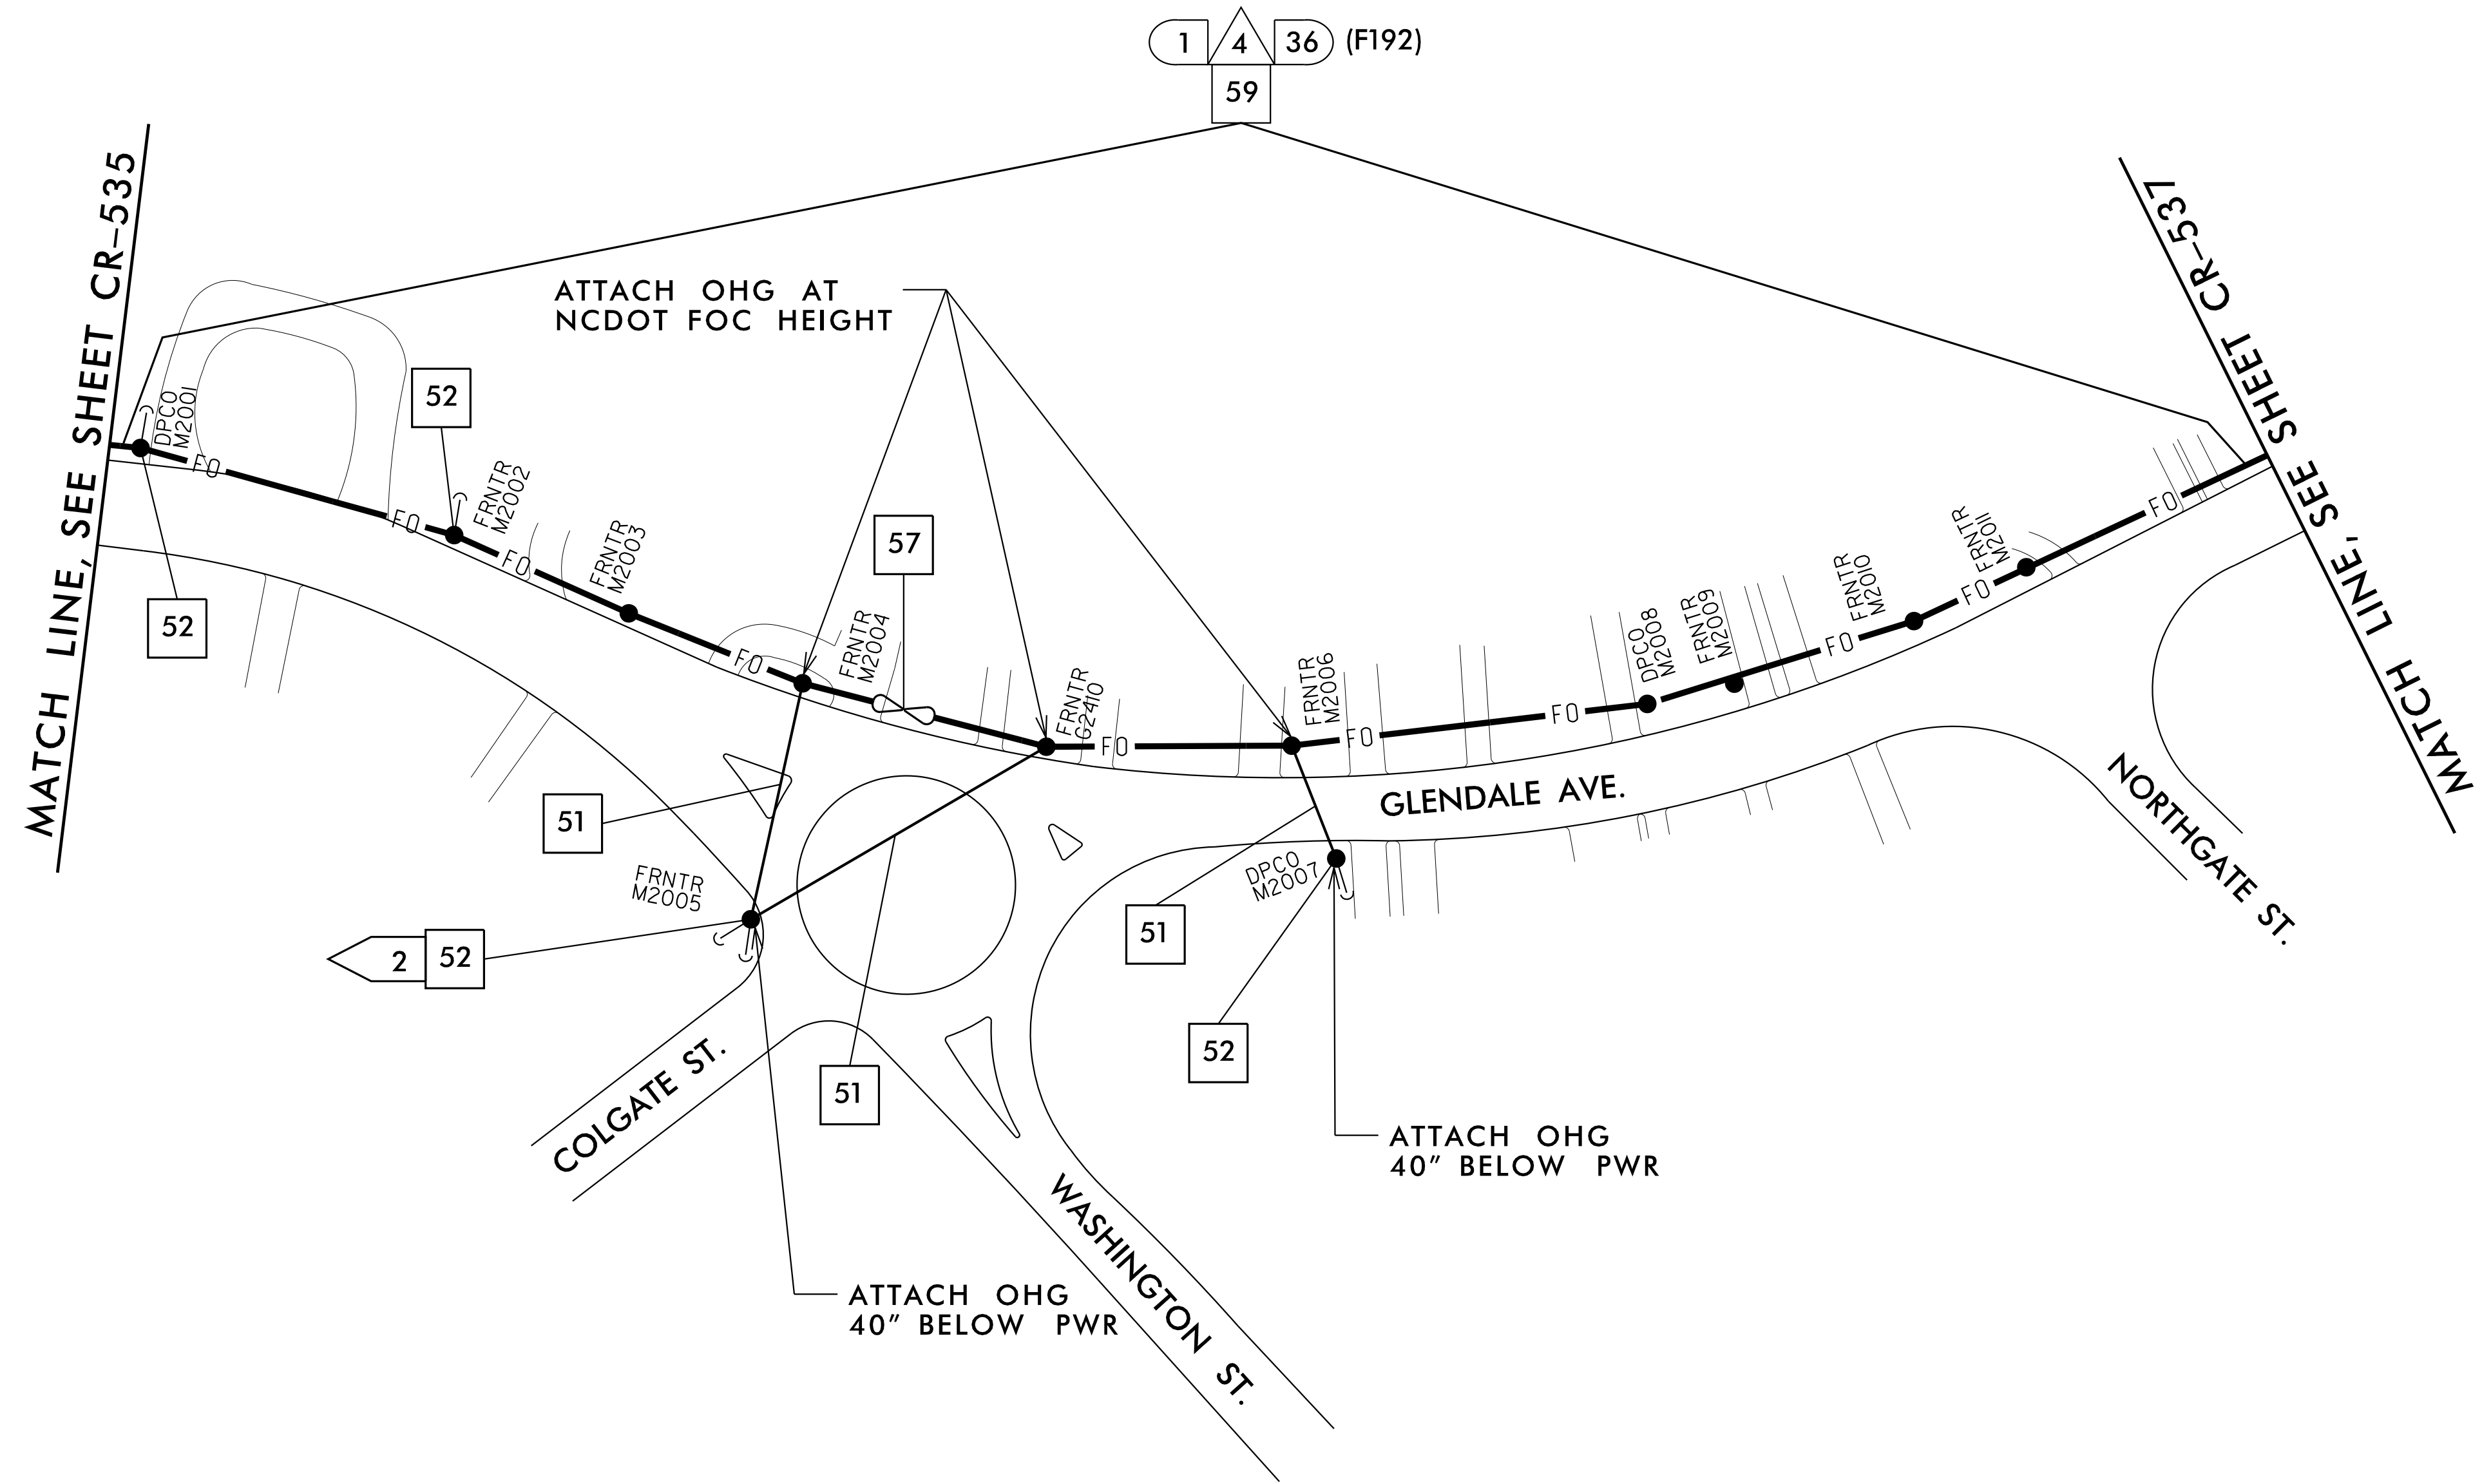 1 4 36 (F192)
59
MATCH LINE, SEE SHEET CR-535
MATCH LINE, SEE SHEET CR-537
ATTACH OHG AT
NCDOT FOC HEIGHT
DPCO
M2001
FO
52
52
FO
FRNTR
M2002
FO
FRNTR
M2003
FO
FRNTR
M2004
57
FRNTR
C2410
FO
FRNTR
M2006
FO
FO
DPCO
M2008
FRNTR
M2009
FO
FRNTR
M2010
FO
FRNTR
M2011
FO
GLENDALE AVE.
NORTHGATE ST.
51
FRNTR
M2005
2 52
51
DPCO
M2007
51
52
COLGATE ST.
WASHINGTON ST.
ATTACH OHG
40" BELOW PWR
ATTACH OHG
40" BELOW PWR